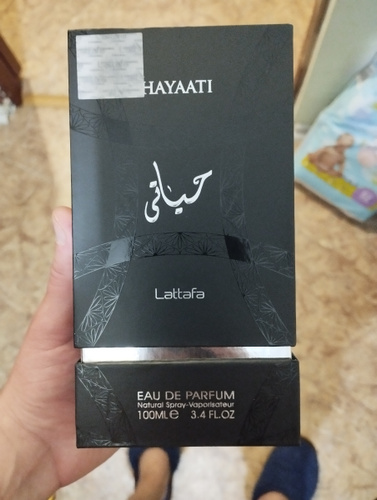 HAYAATI
حياتي
Lattafa
EAU DE PARFUM
Natural Spray-Vaporisateur
100ML℮ 3.4 FL.OZ